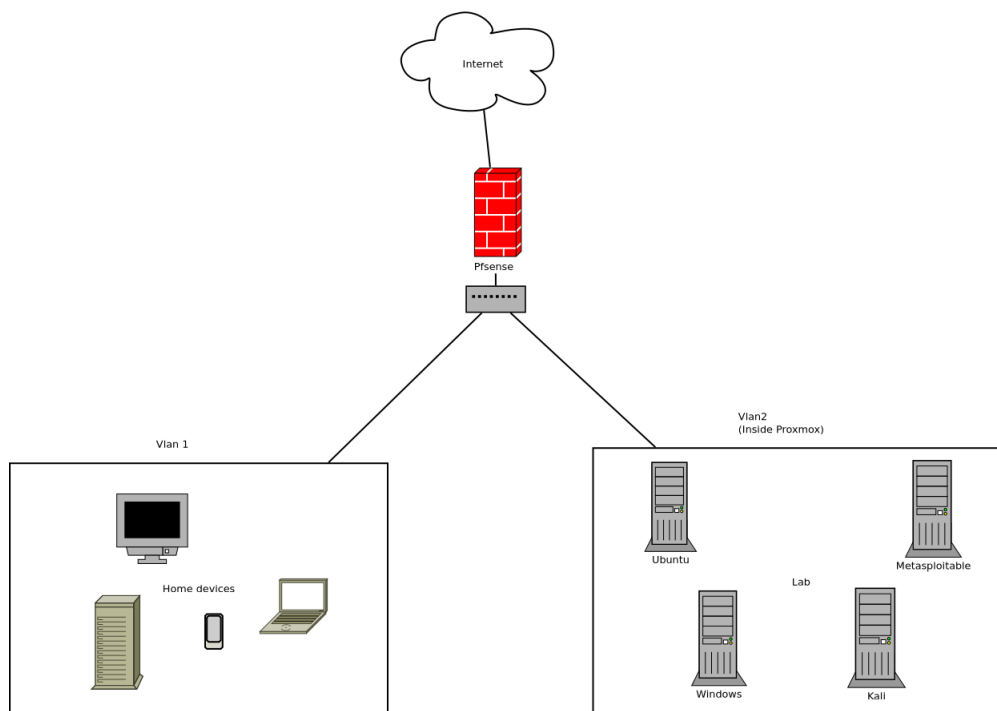 Internet
Pfsense
Vlan 1
Vlan2
(Inside Proxmox)
Home devices
Ubuntu
Metasploitable
Lab
Windows
Kali